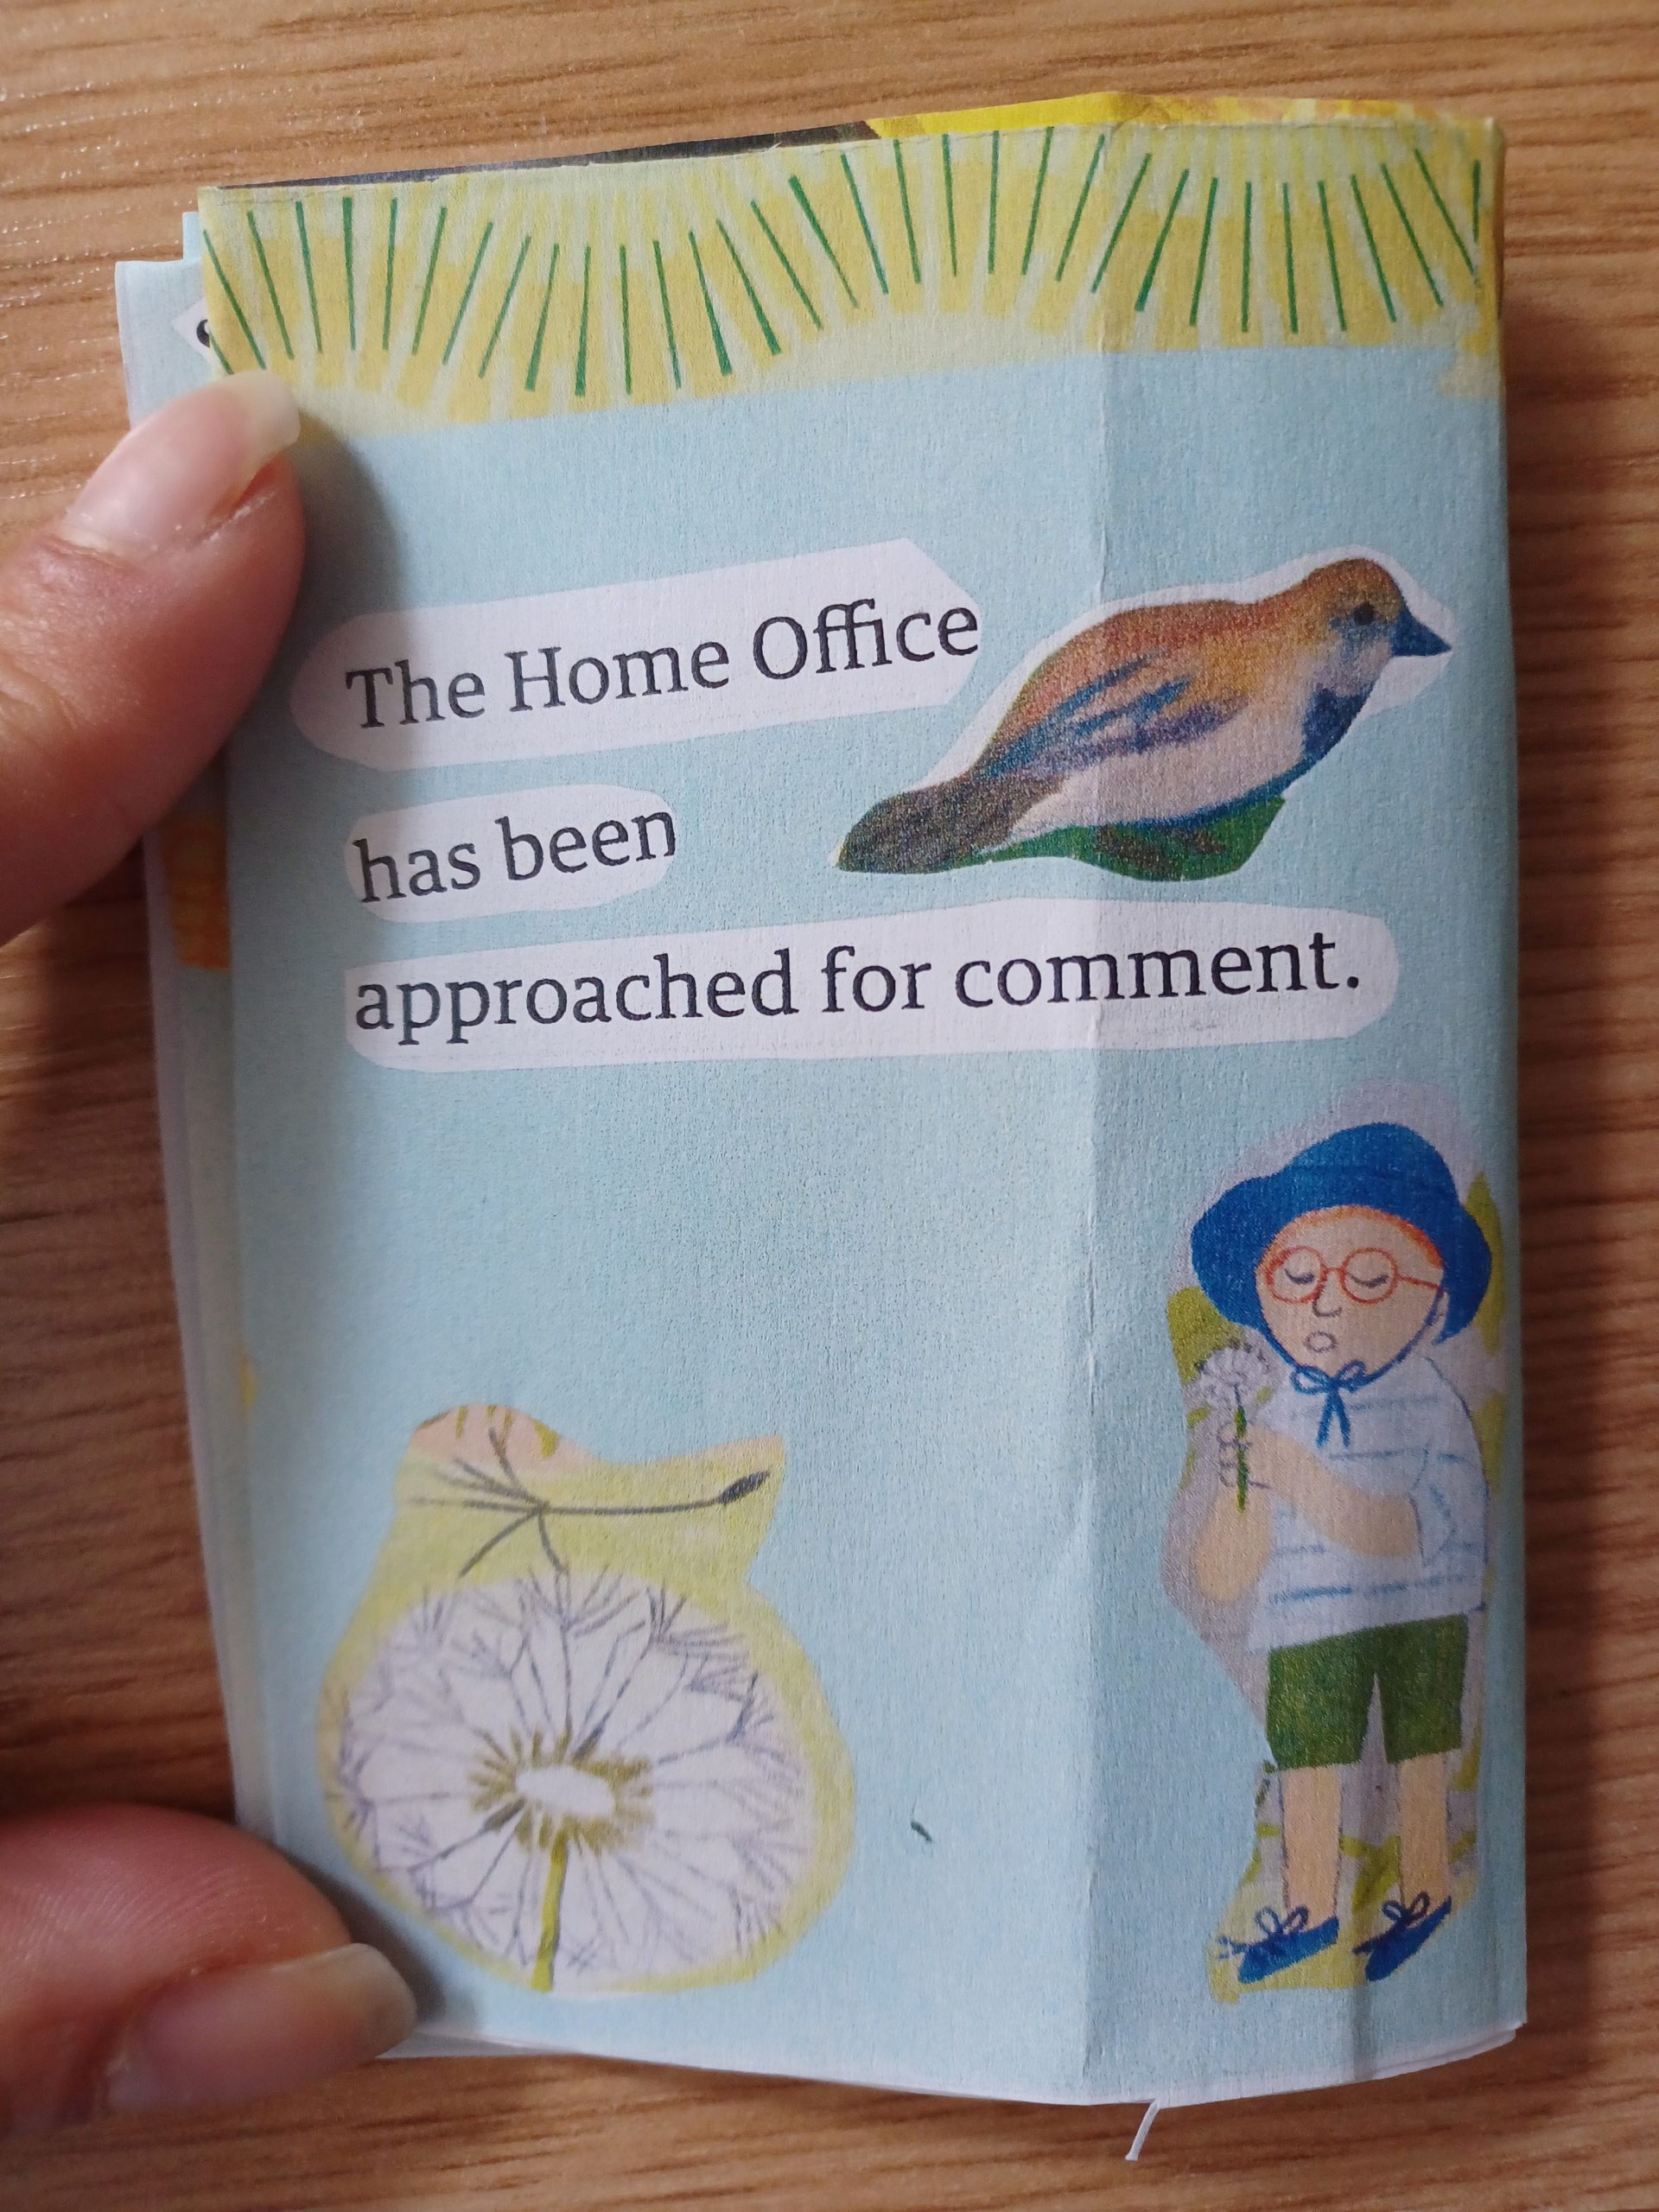 The Home Office
has been
approached for comment.